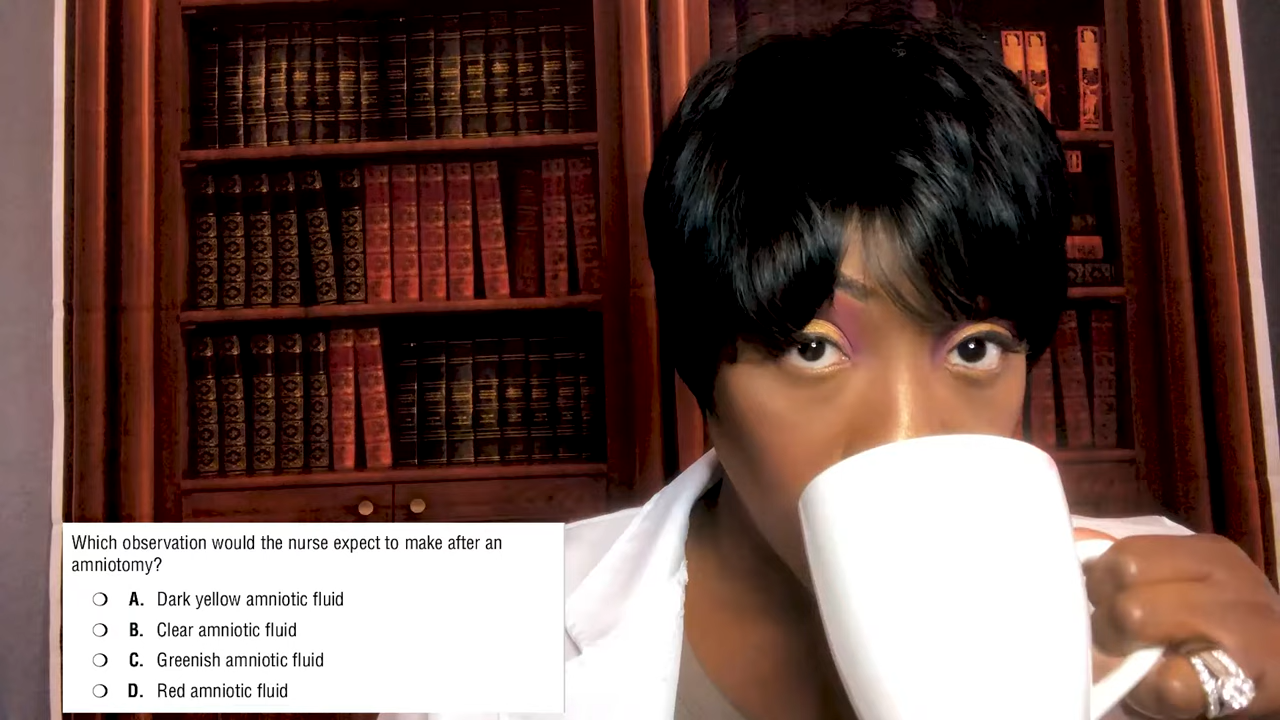 Which observation would the nurse expect to make after an
amniotomy?
A. Dark yellow amniotic fluid
B. Clear amniotic fluid
C. Greenish amniotic fluid
D. Red amniotic fluid